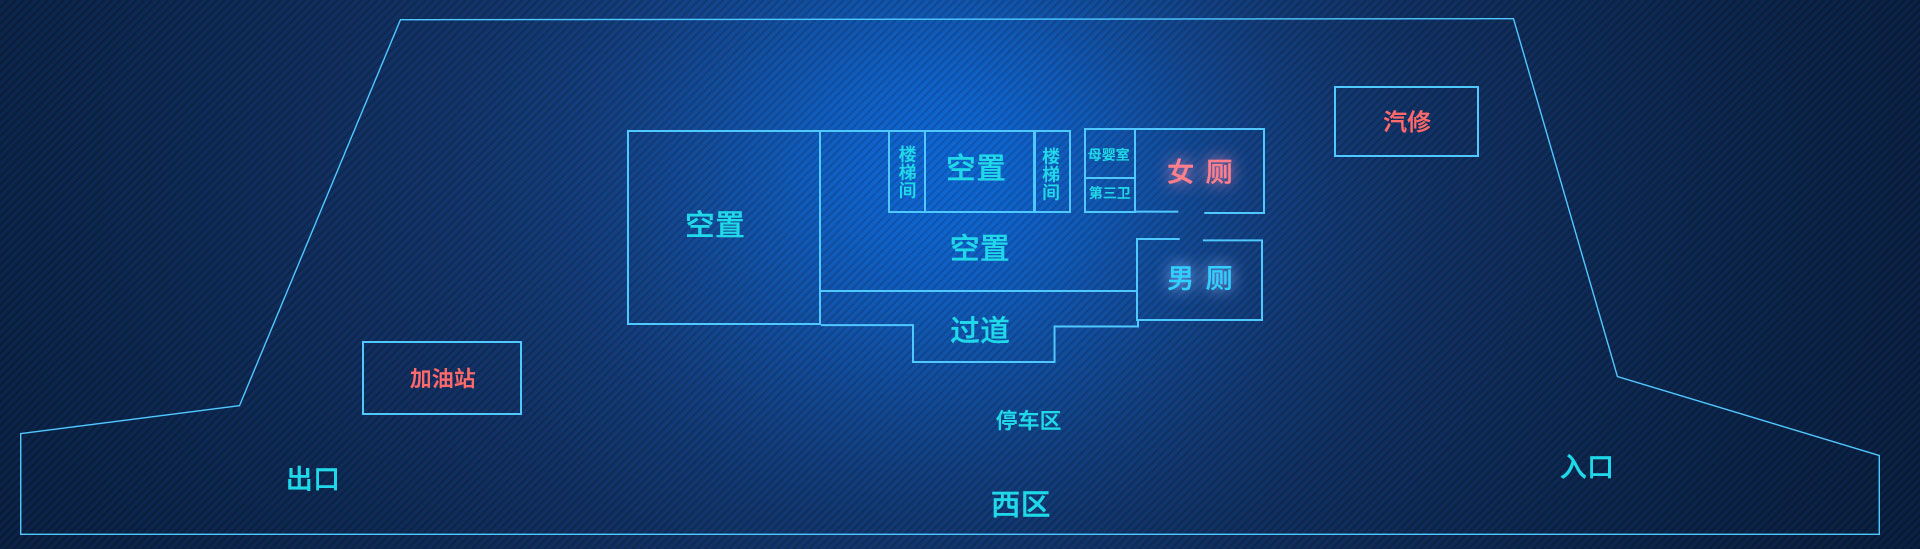 汽修
楼梯间
空置
楼梯间
母婴室
女 厕
第三卫
空置
空置
男 厕
过道
加油站
停车区
出口
入口
西区